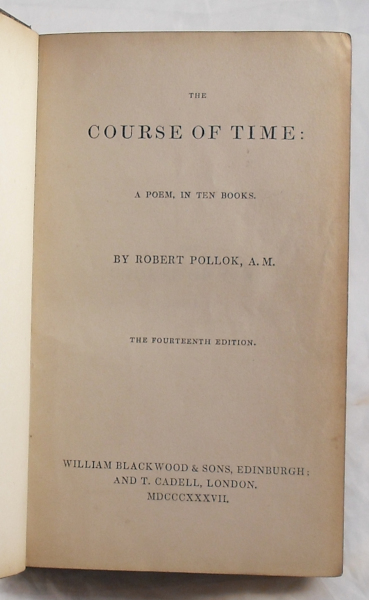 THE
COURSE OF TIME:
A POEM, IN TEN BOOKS.
BY ROBERT POLLOK, A.M.
THE FOURTEENTH EDITION.
WILLIAM BLACKWOOD & SONS, EDINBURGH;
AND T. CADELL, LONDON.
MDCCCXXXVII.